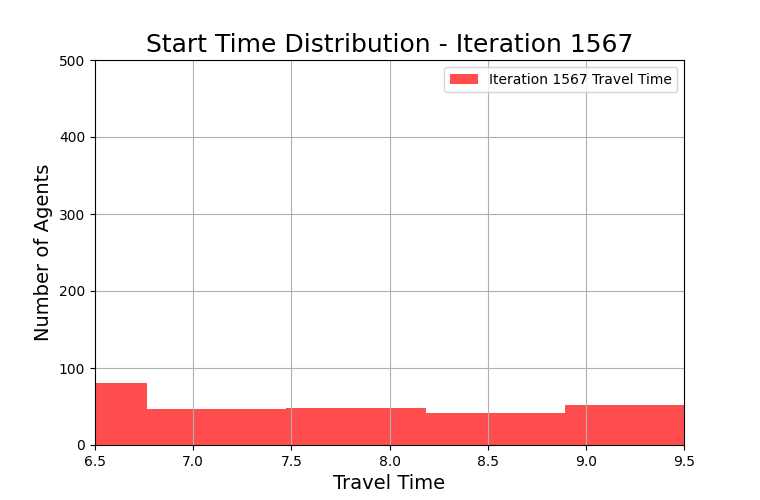 Start Time Distribution - Iteration 1567
500
400
300
200
100
0
Number of Agents
Iteration 1567 Travel Time
6.5 7.0 7.5 8.0 8.5 9.0 9.5
Travel Time